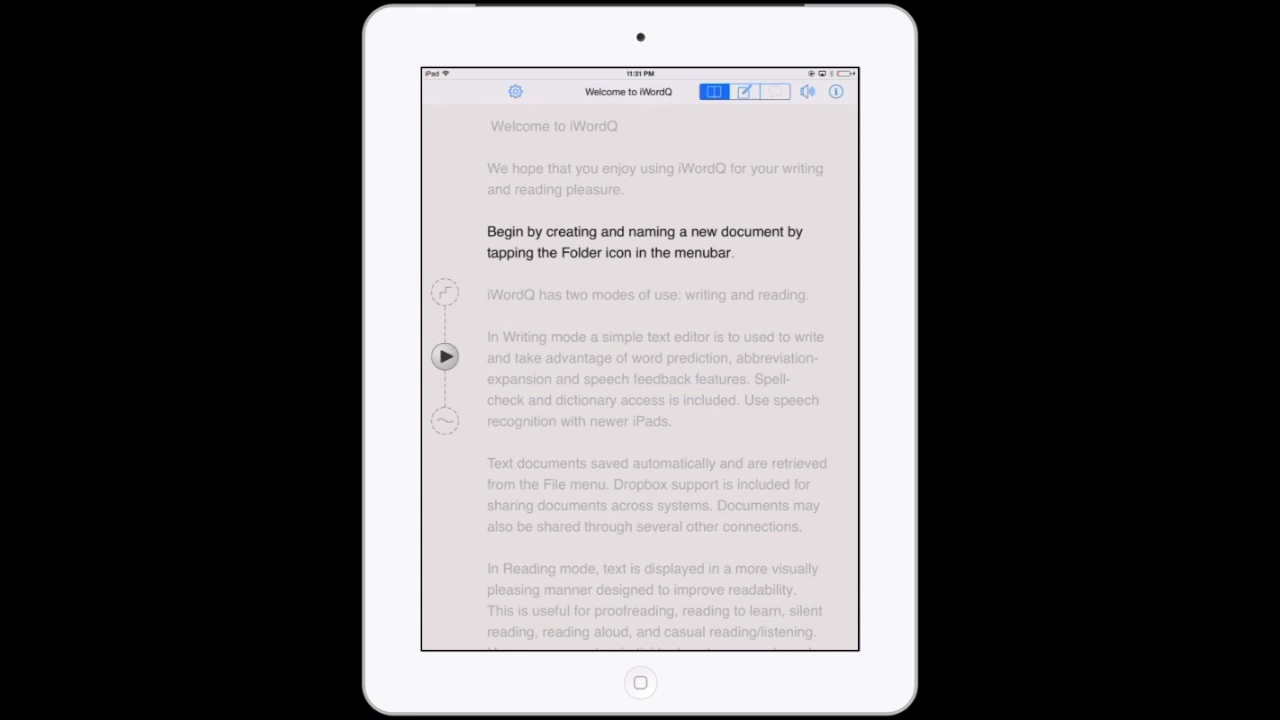 iPad
11:31 PM
Welcome to iWordQ
Welcome to iWordQ
We hope that you enjoy using iWordQ for your writing
and reading pleasure.
Begin by creating and naming a new document by
tapping the Folder icon in the menubar.
iWordQ has two modes of use: writing and reading.
In Writing mode a simple text editor is to used to write
and take advantage of word prediction, abbreviation-
expansion and speech feedback features. Spell-
check and dictionary access is included. Use speech
recognition with newer iPads.
Text documents saved automatically and are retrieved
from the File menu. Dropbox support is included for
sharing documents across systems. Documents may
also be shared through several other connections.
In Reading mode, text is displayed in a more visually
pleasing manner designed to improve readability.
This is useful for proofreading, reading to learn, silent
reading, reading aloud, and casual reading/listening.